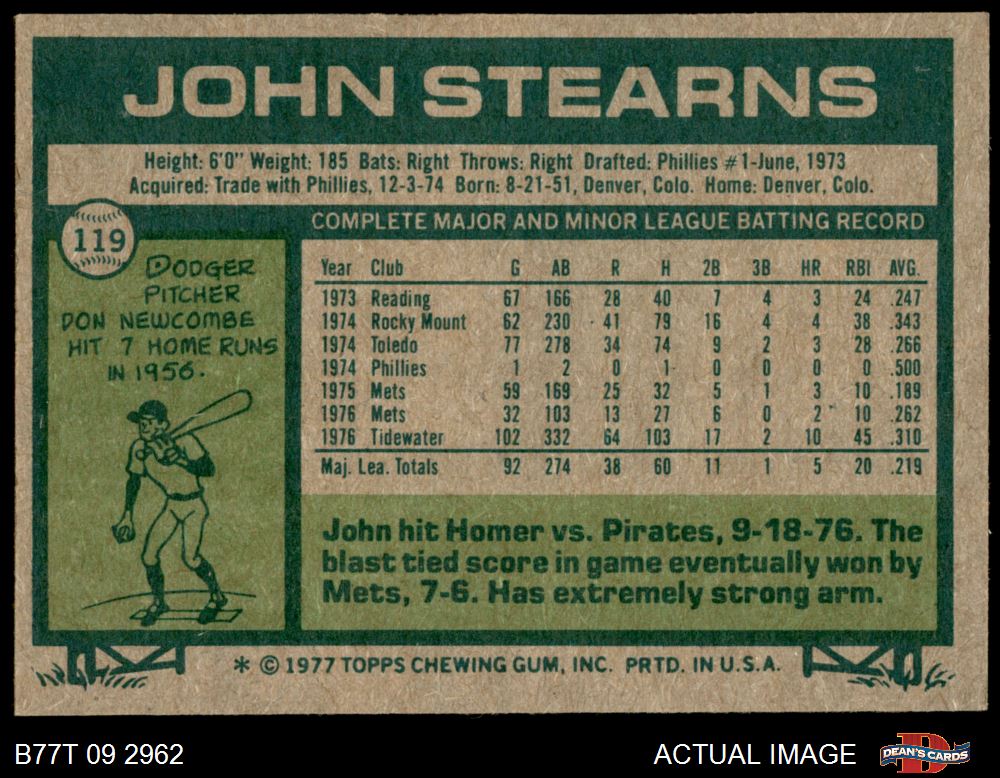 JOHN STEARNS
Height: 6'0" Weight: 185 Bats: Right Throws: Right Drafted: Phillies #1-June, 1973
Acquired: Trade with Phillies, 12-3-74 Born: 8-21-51, Denver, Colo. Home: Denver, Colo.
119
DODGER
PITCHER
DON NEWCOMBE
HIT 7 HOME RUNS
IN 1956.
COMPLETE MAJOR AND MINOR LEAGUE BATTING RECORD
Year Club G AB R H 2B 3B HR RBI AVG.
1973 Reading 67 166 28 40 7 4 3 24 .247
1974 Rocky Mount 62 230 41 79 16 4 4 38 .343
1974 Toledo 77 278 34 74 9 2 3 28 .266
1974 Phillies 1 2 0 1 0 0 0 0 .500
1975 Mets 59 169 25 32 5 1 3 10 .189
1976 Mets 32 103 13 27 6 0 2 10 .262
1976 Tidewater 102 332 64 103 17 2 10 45 .310
Maj. Lea. Totals 92 274 38 60 11 1 5 20 .219
John hit Homer vs. Pirates, 9-18-76. The
blast tied score in game eventually won by
Mets, 7-6. Has extremely strong arm.
* © 1977 TOPPS CHEWING GUM, INC. PRTD. IN U.S.A.
B77T 09 2962
ACTUAL IMAGE
D
DEAN'S CARDS